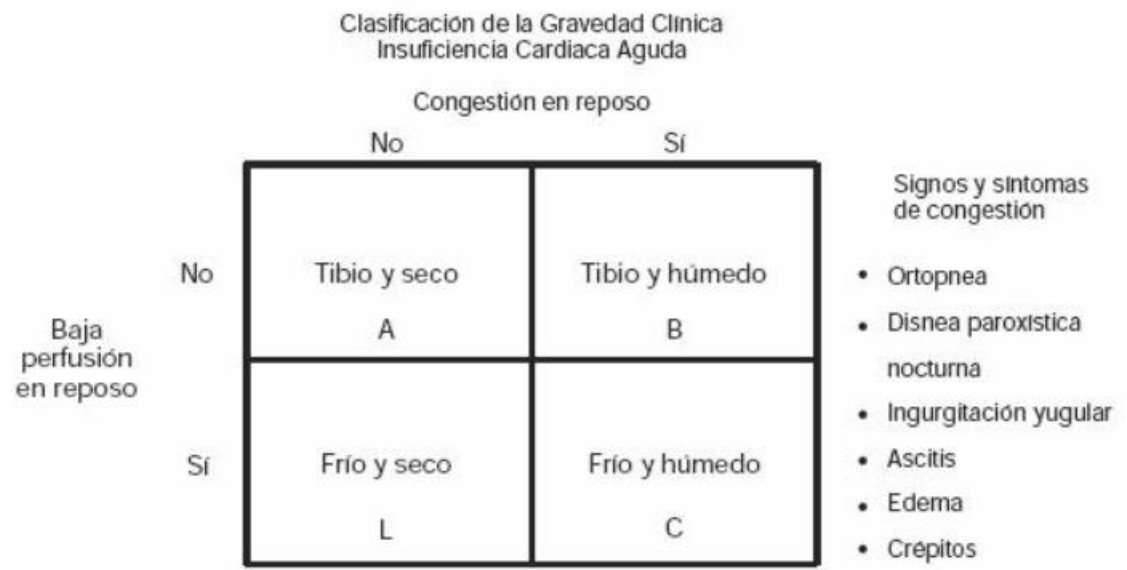 Clasificación de la Gravedad Clínica
Insuficiencia Cardiaca Aguda
Congestión en reposo
No
Sí
Signos y síntomas
de congestión
No
Tibio y seco
A
Tibio y húmedo
B
Baja
perfusión
en reposo
Sí
Frío y seco
L
Frío y húmedo
C
• Ortopnea
• Disnea paroxística
nocturna
• Ingurgitación yugular
• Ascitis
• Edema
• Crépitos